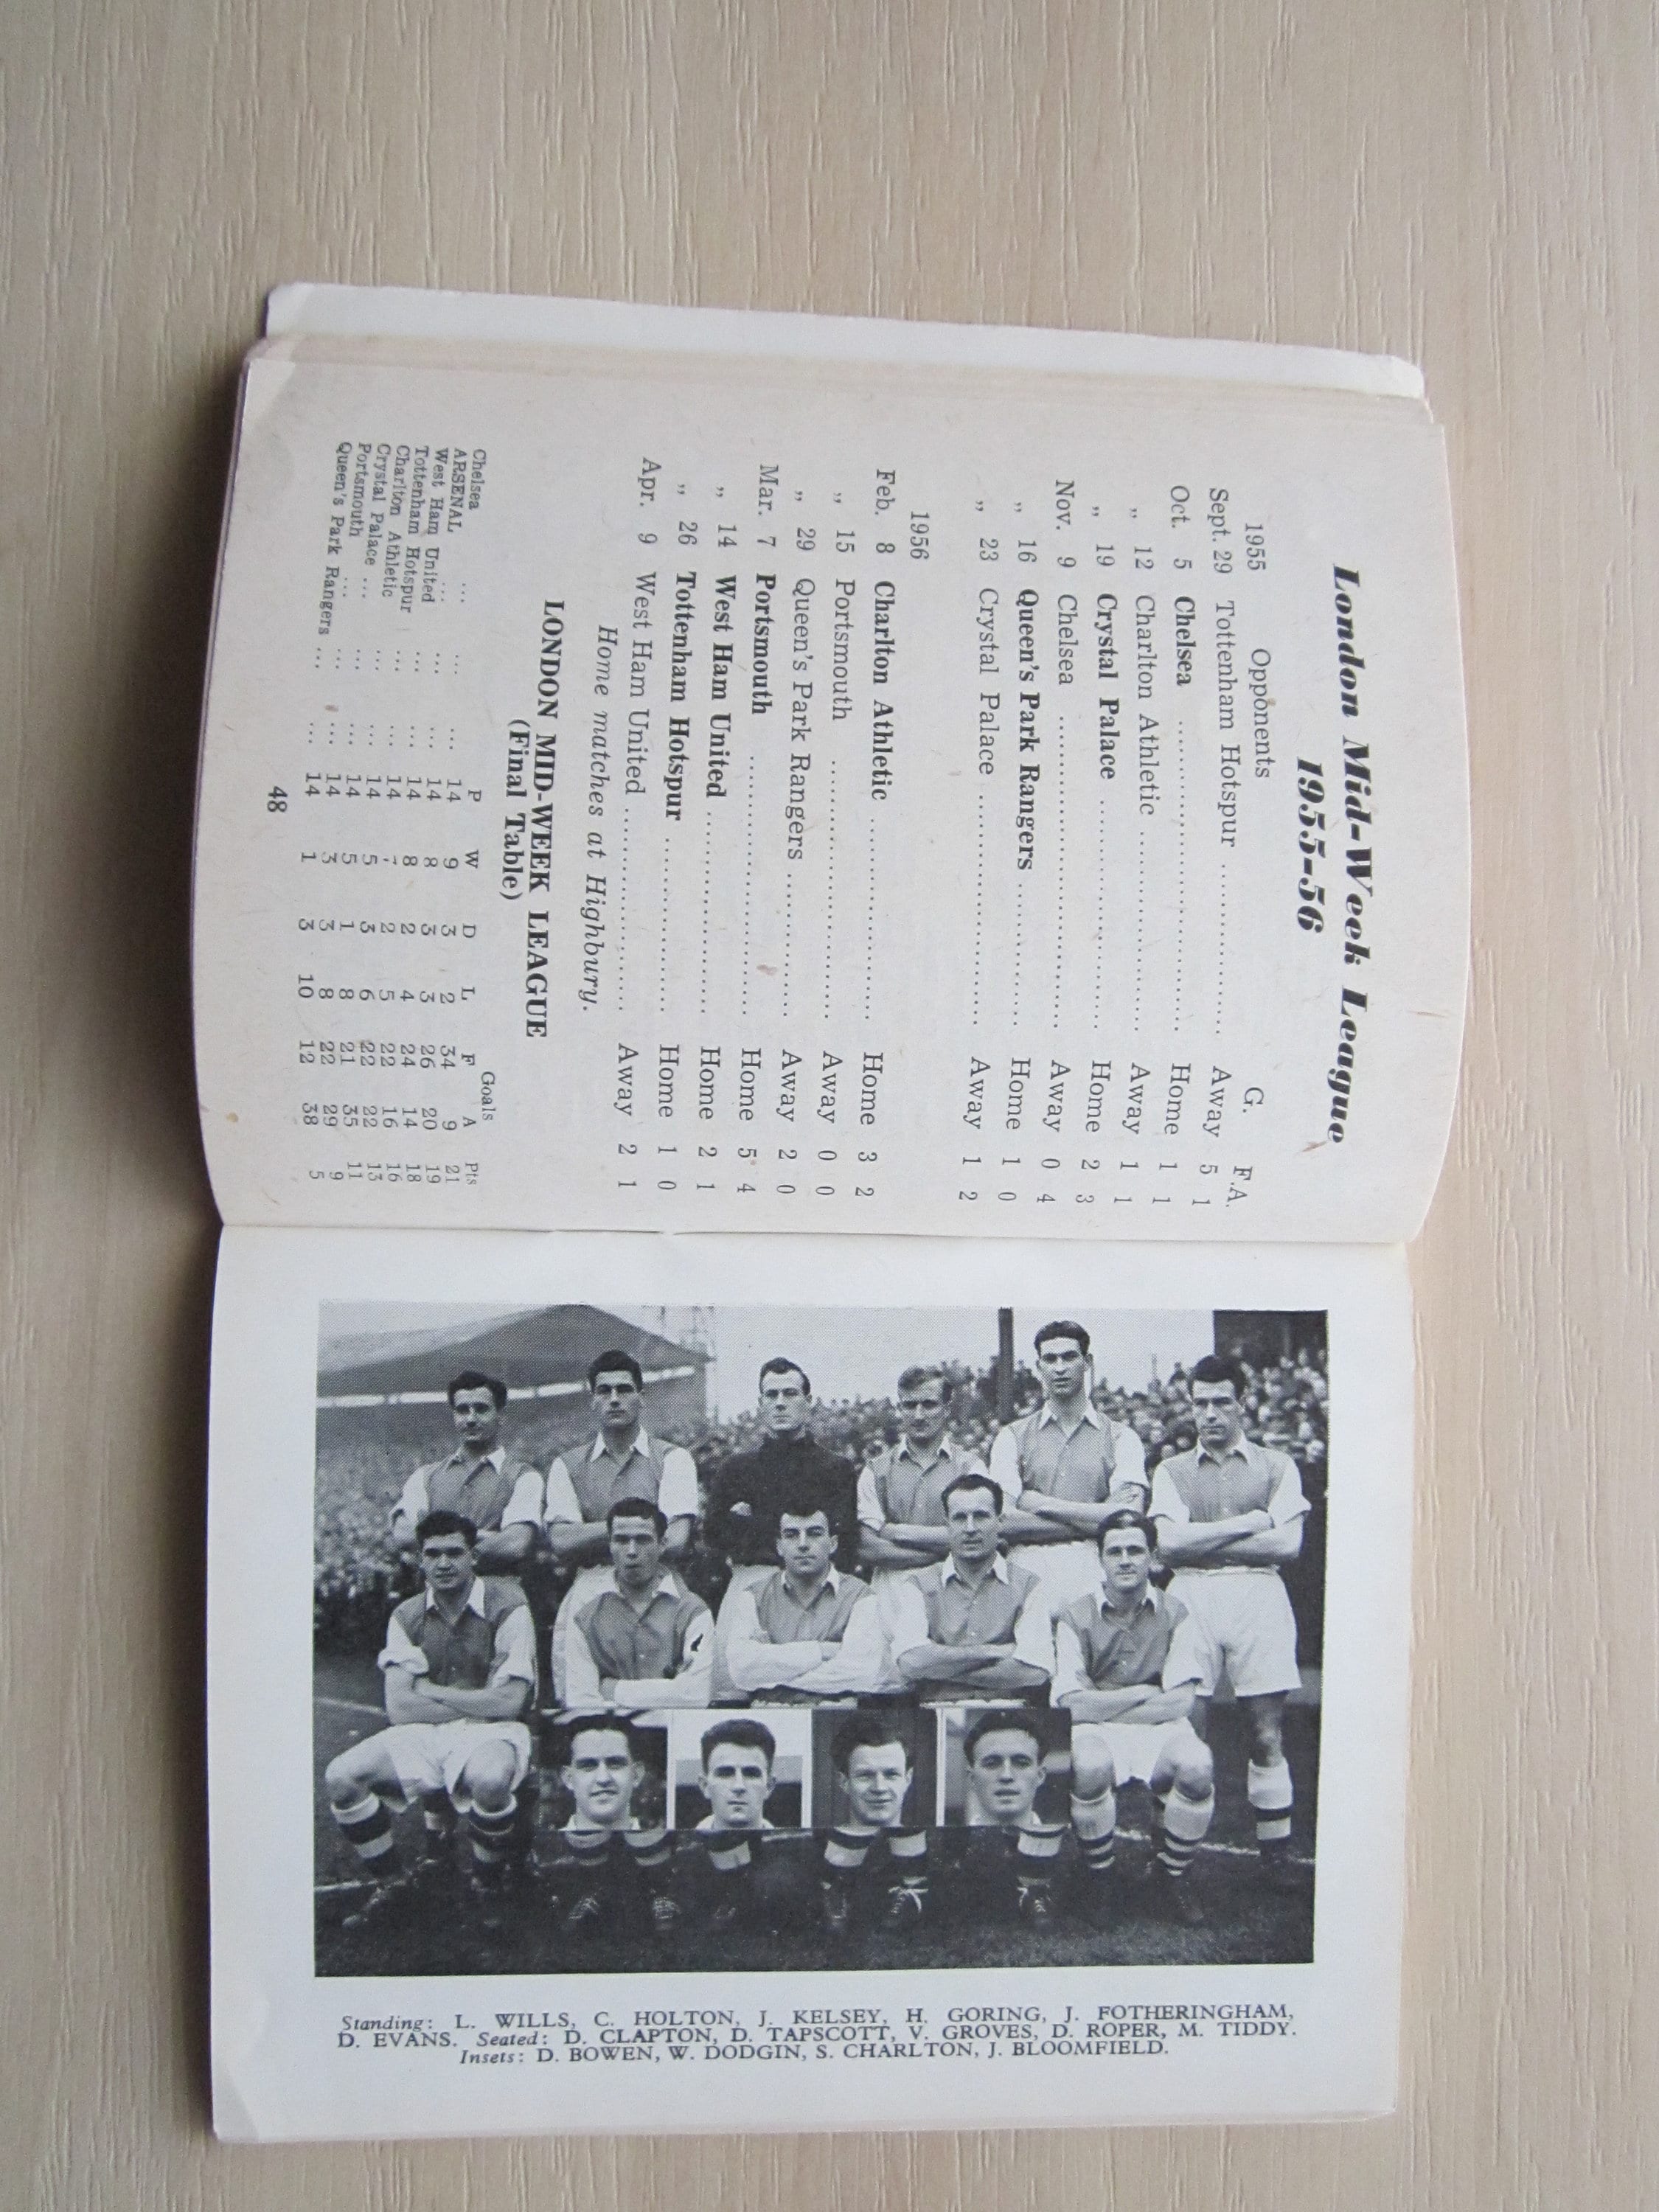 London Mid-Week League
1955-56
1955 Opponents G. F. A.
Sept. 29 Tottenham Hotspur .................. Away 5 1
Oct. 5 Chelsea .............................. Home 1 1
„ 12 Charlton Athletic .................... Away 1 1
„ 19 Crystal Palace ........................ Home 2 3
Nov. 9 Chelsea .............................. Away 0 4
„ 16 Queen's Park Rangers ............... Home 1 0
„ 23 Crystal Palace ........................ Away 1 2
1956
Feb. 8 Charlton Athletic .................... Home 3 2
„ 15 Portsmouth ........................... Away 0 0
„ 29 Queen's Park Rangers ............... Away 2 0
Mar. 7 Portsmouth ........................... Home 5 4
„ 14 West Ham United ..................... Home 2 1
„ 26 Tottenham Hotspur .................. Home 1 0
Apr. 9 West Ham United ..................... Away 2 1
Home matches at Highbury.
LONDON MID-WEEK LEAGUE
(Final Table)
Goals
P W D L F A Pts
Chelsea ... ... ... 14 9 3 2 34 9 21
ARSENAL ... ... ... 14 8 3 3 26 20 19
West Ham United ... ... 14 8 2 4 24 14 18
Tottenham Hotspur ... ... 14 7 2 5 22 16 16
Charlton Athletic ... ... 14 5 3 6 22 22 13
Crystal Palace ... ... ... 14 5 1 8 21 35 11
Portsmouth ... ... ... 14 3 3 8 22 29 9
Queen's Park Rangers ... ... 14 1 3 10 12 38 5
48
Standing: L. WILLS, C. HOLTON, J. KELSEY, H. GORING, J. FOTHERINGHAM,
D. EVANS. Seated: D. CLAPTON, D. TAPSCOTT, V. GROVES, D. ROPER, M. TIDDY.
Insets: D. BOWEN, W. DODGIN, S. CHARLTON, J. BLOOMFIELD.